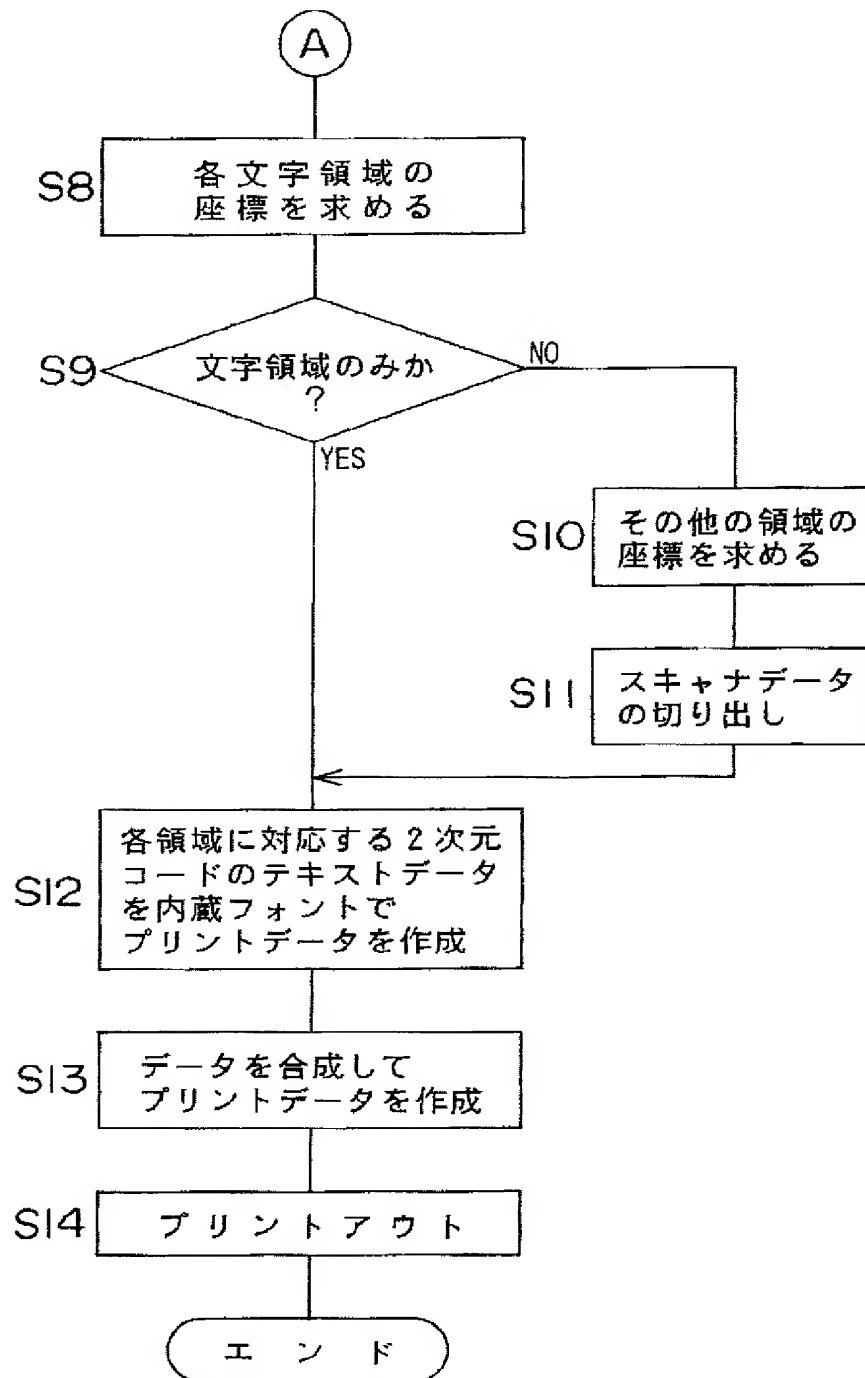 A
S8
各文字領域の
座標を求める
S9
文字領域のみか
?
NO
YES
S10
その他の領域の
座標を求める
S11
スキャナデータ
の切り出し
S12
各領域に対応する2次元
コードのテキストデータ
を内蔵フォントで
プリントデータを作成
S13
データを合成して
プリントデータを作成
S14
プリントアウト
エンド